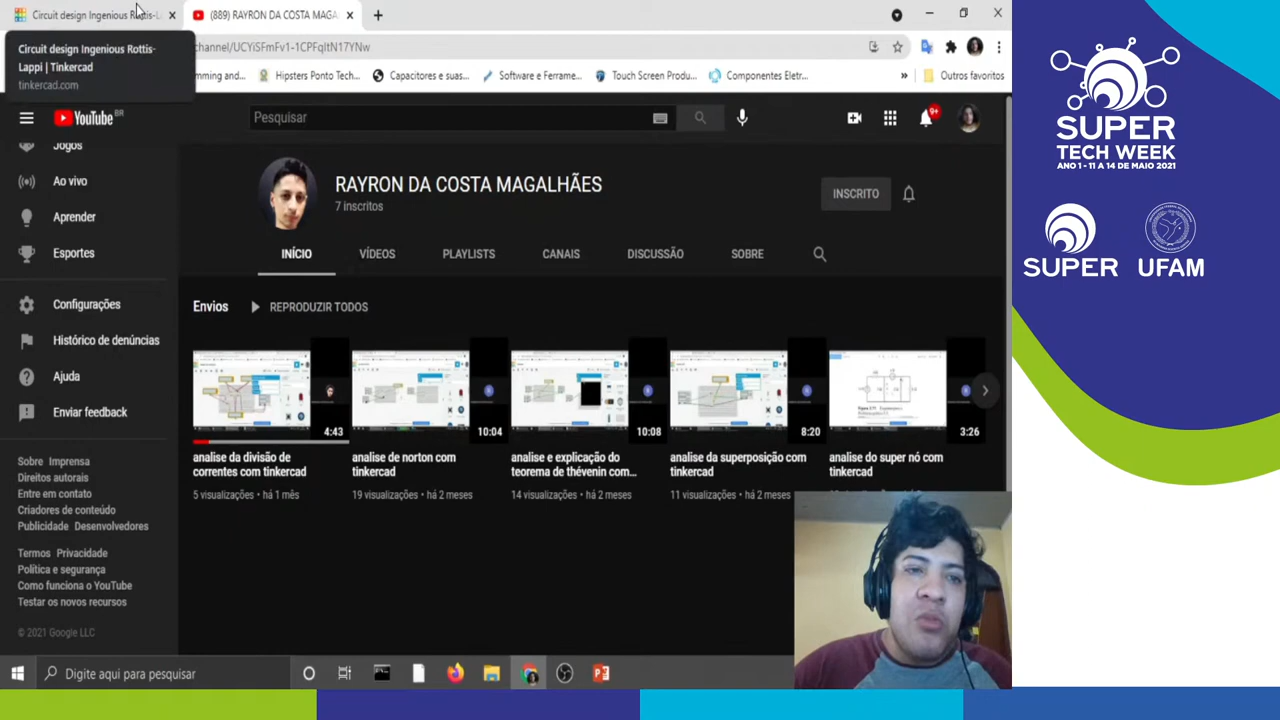 Circuit design Ingenious Rottis-L
(889) RAYRON DA COSTA MAGA
Circuit design Ingenious Rottis-
Lappi | Tinkercad
tinkercad.com
channel/UCYiSFmFv1-1CPFqltN17YNw
mming and...
Hipsters Ponto Tech...
Capacitores e suas...
Software e Ferrame...
Touch Screen Produ...
Componentes Eletr...
»
Outros favoritos
YouTube BR
Pesquisar
9+
Jogos
Ao vivo
Aprender
Esportes
Configurações
Histórico de denúncias
Ajuda
Enviar feedback
Sobre Imprensa
Direitos autorais
Entre em contato
Criadores de conteúdo
Publicidade Desenvolvedores
Termos Privacidade
Política e segurança
Como funciona o YouTube
Testar os novos recursos
© 2021 Google LLC
RAYRON DA COSTA MAGALHÃES
7 inscritos
INSCRITO
INÍCIO VÍDEOS PLAYLISTS CANAIS DISCUSSÃO SOBRE
Envios REPRODUZIR TODOS
4:43
10:04
10:08
8:20
3:26
analise da divisão de
correntes com tinkercad
5 visualizações • há 1 mês
analise de norton com
tinkercad
19 visualizações • há 2 meses
analise e explicação do
teorema de thévenin com...
14 visualizações • há 2 meses
analise da superposição com
tinkercad
11 visualizações • há 2 meses
analise do super nó com
tinkercad
Digite aqui para pesquisar
SUPER
TECH WEEK
ANO 1 - 11 A 14 DE MAIO 2021
SUPER
UFAM